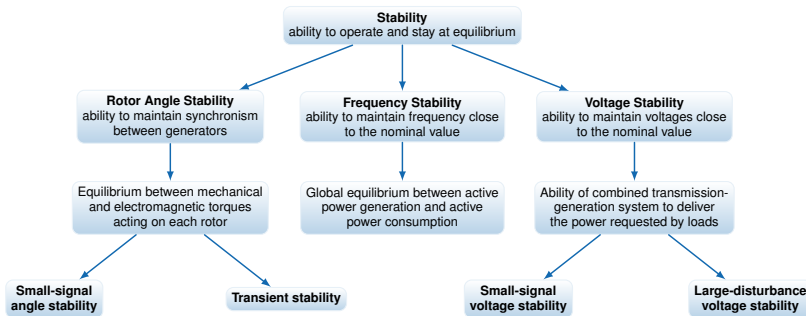 Stability
ability to operate and stay at equilibrium
Rotor Angle Stability
ability to maintain synchronism
between generators
Frequency Stability
ability to maintain frequency close
to the nominal value
Voltage Stability
ability to maintain voltages close
to the nominal value
Equilibrium between mechanical
and electromagnetic torques
acting on each rotor
Global equilibrium between active
power generation and active
power consumption
Ability of combined transmission-
generation system to deliver
the power requested by loads
Small-signal
angle stability
Transient stability
Small-signal
voltage stability
Large-disturbance
voltage stability